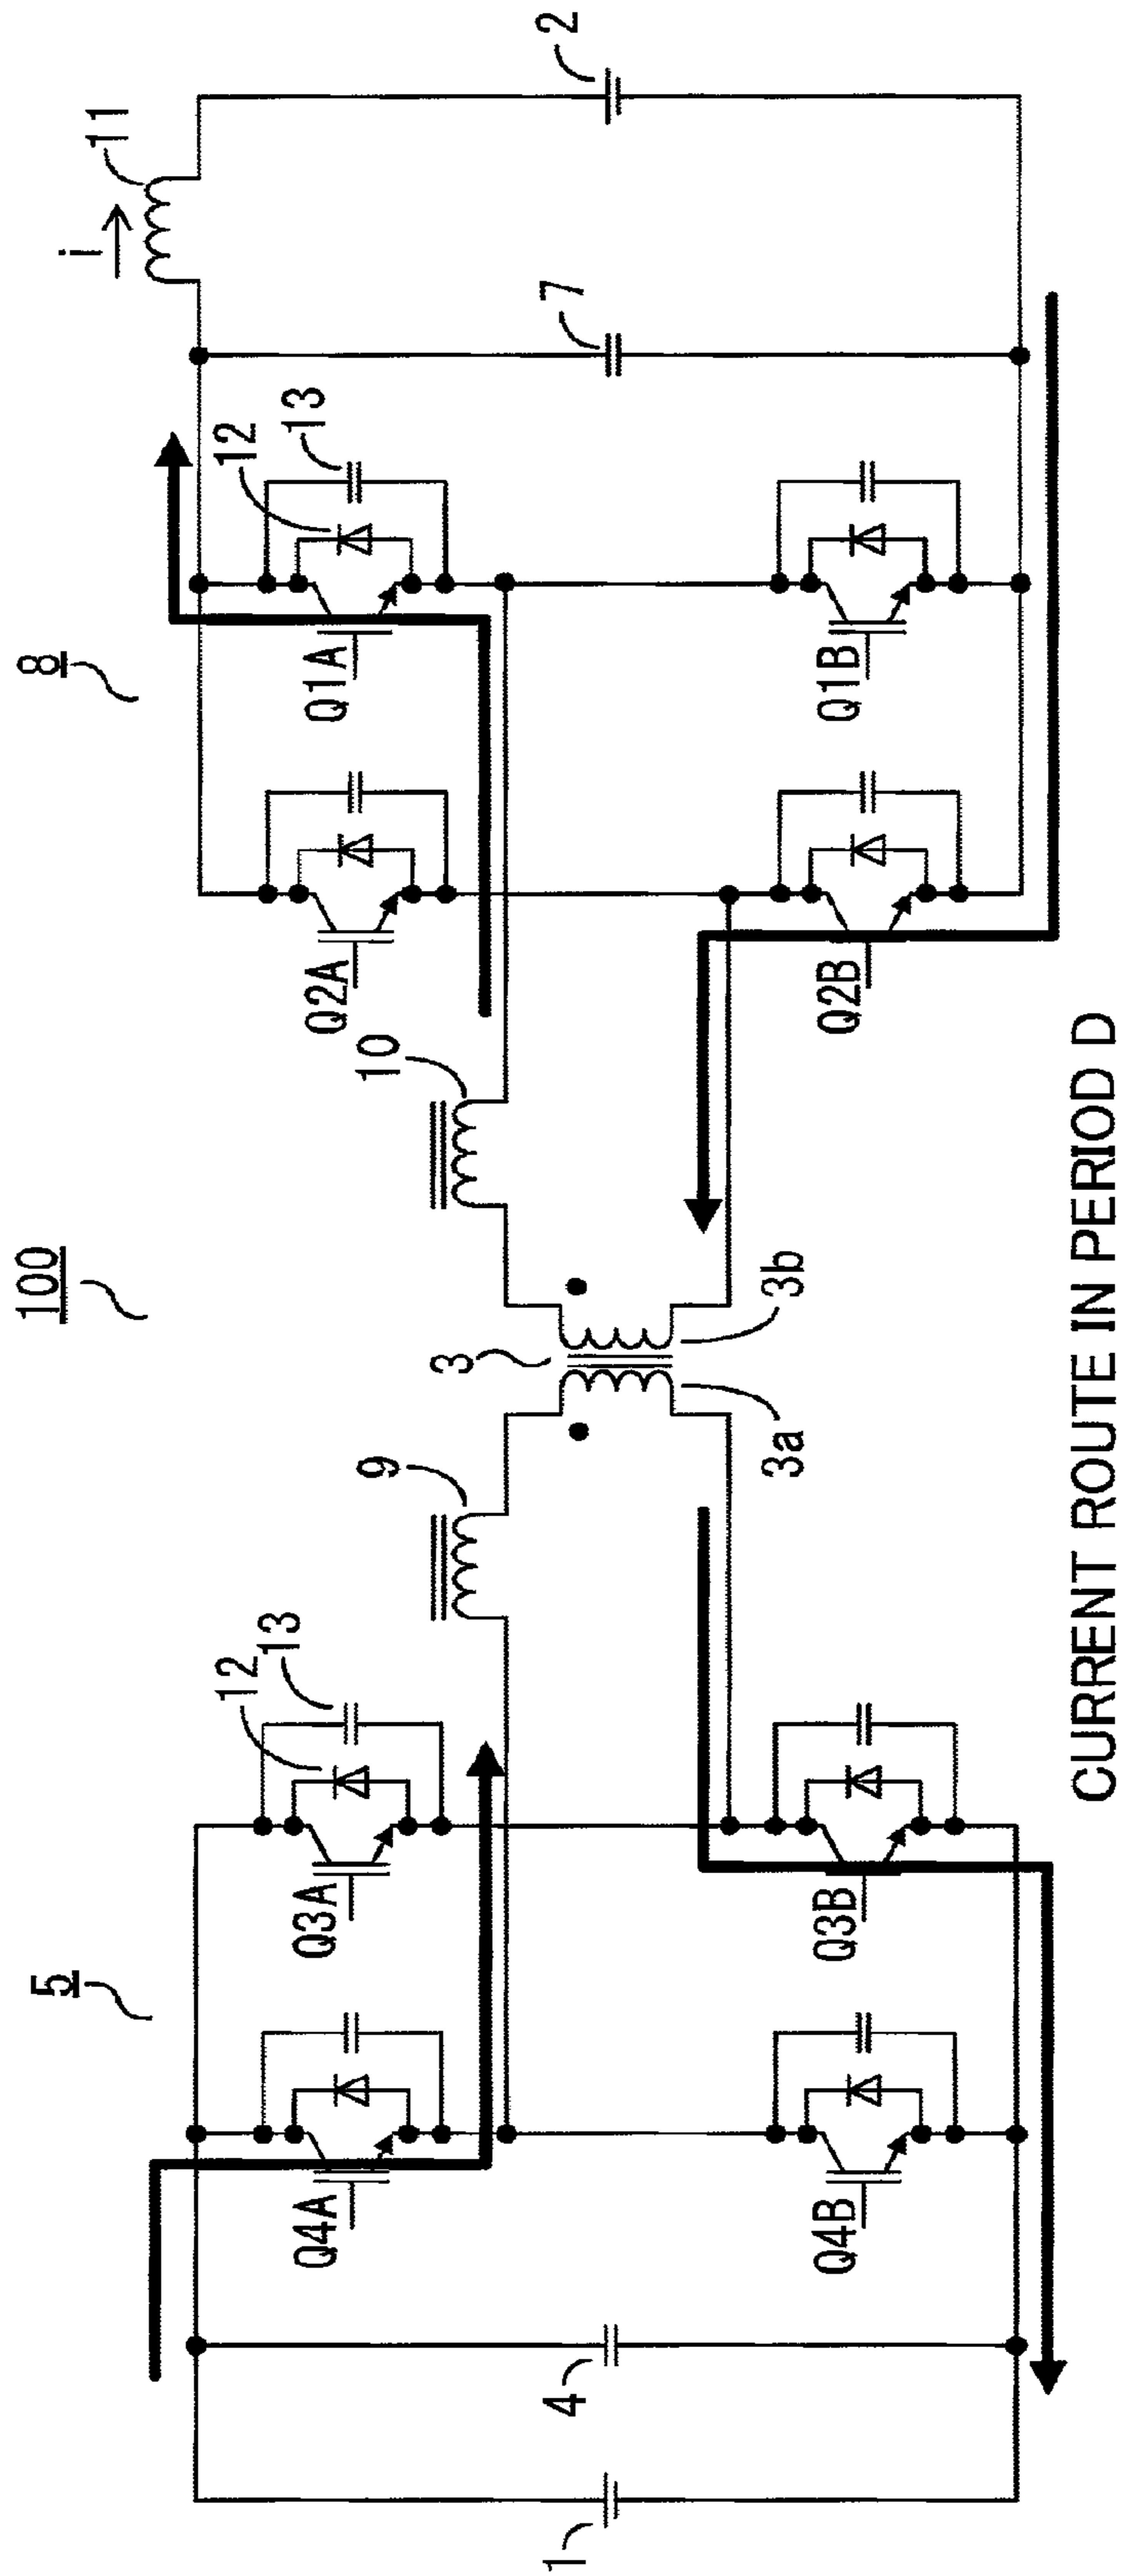 100
5
8
i
11
12
13
12
13
Q4A
Q3A
9
10
Q2A
Q1A
1
4
3
7
2
3a
3b
Q4B
Q3B
Q2B
Q1B
CURRENT ROUTE IN PERIOD D